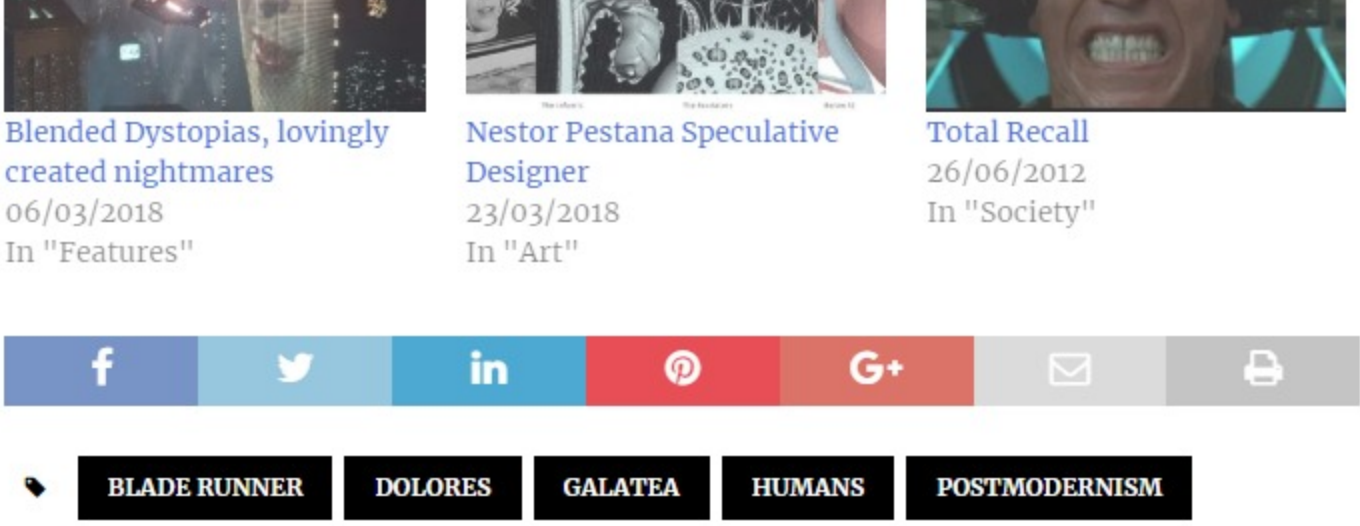 Blended Dystopias, lovingly
created nightmares
06/03/2018
In "Features"
Nestor Pestana Speculative
Designer
23/03/2018
In "Art"
Total Recall
26/06/2012
In "Society"
f in G+
BLADE RUNNER DOLORES GALATEA HUMANS POSTMODERNISM